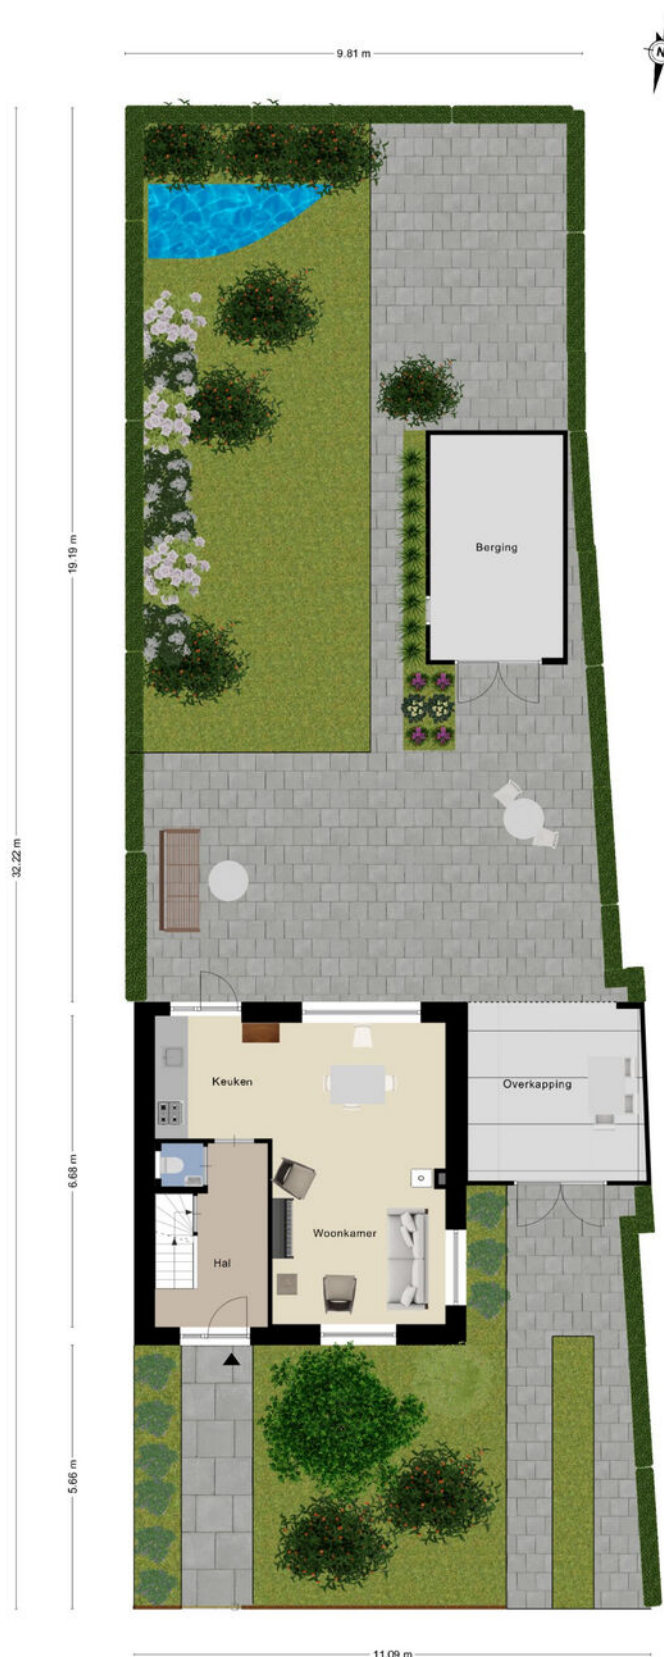 9.81 m
N
Berging
19.19 m
32.22 m
Keuken
Overkapping
6.68 m
Woonkamer
Hal
5.66 m
11.09 m